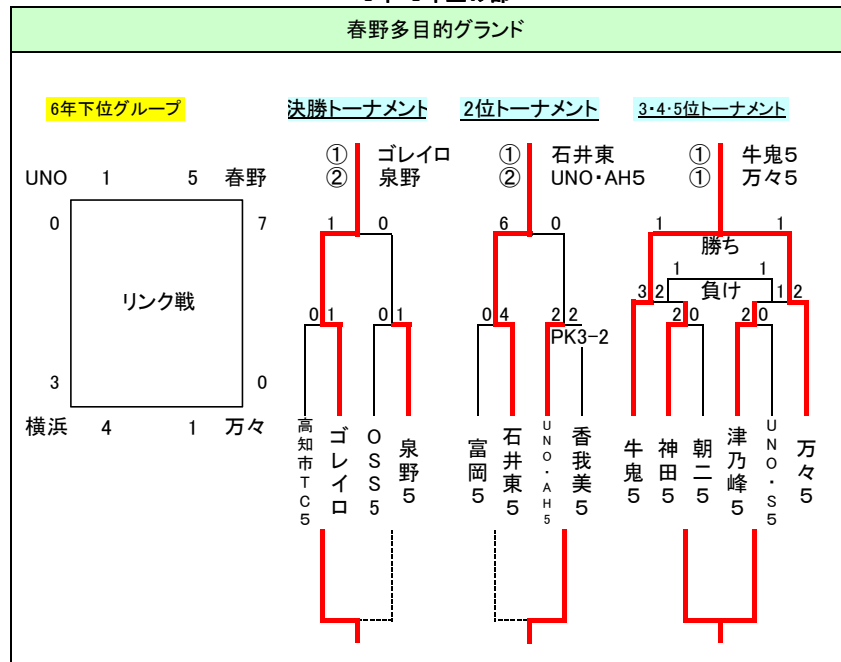 春野多目的グランド
6年下位グループ 決勝トーナメント 2位トーナメント 3・4・5位トーナメント
① ゴレイロ ① 石井東 ① 牛鬼5
UNO 1 5 春野 ② 泉野 ② UNO・AH5 ① 万々5
0 7 1 0 6 0 1 1
勝ち
1 1
リンク戦 3 2 負け 1 2
0 1 0 1 0 4 2 2 2 0 2 0
PK3-2
3 0
横浜 4 1 万々
高知市TC5
ゴレイロ
OSS5
泉野5
富岡5
石井東5
UNO・AH5
香我美5
牛鬼5
神田5
朝二5
津乃峰5
UNO・S5
万々5